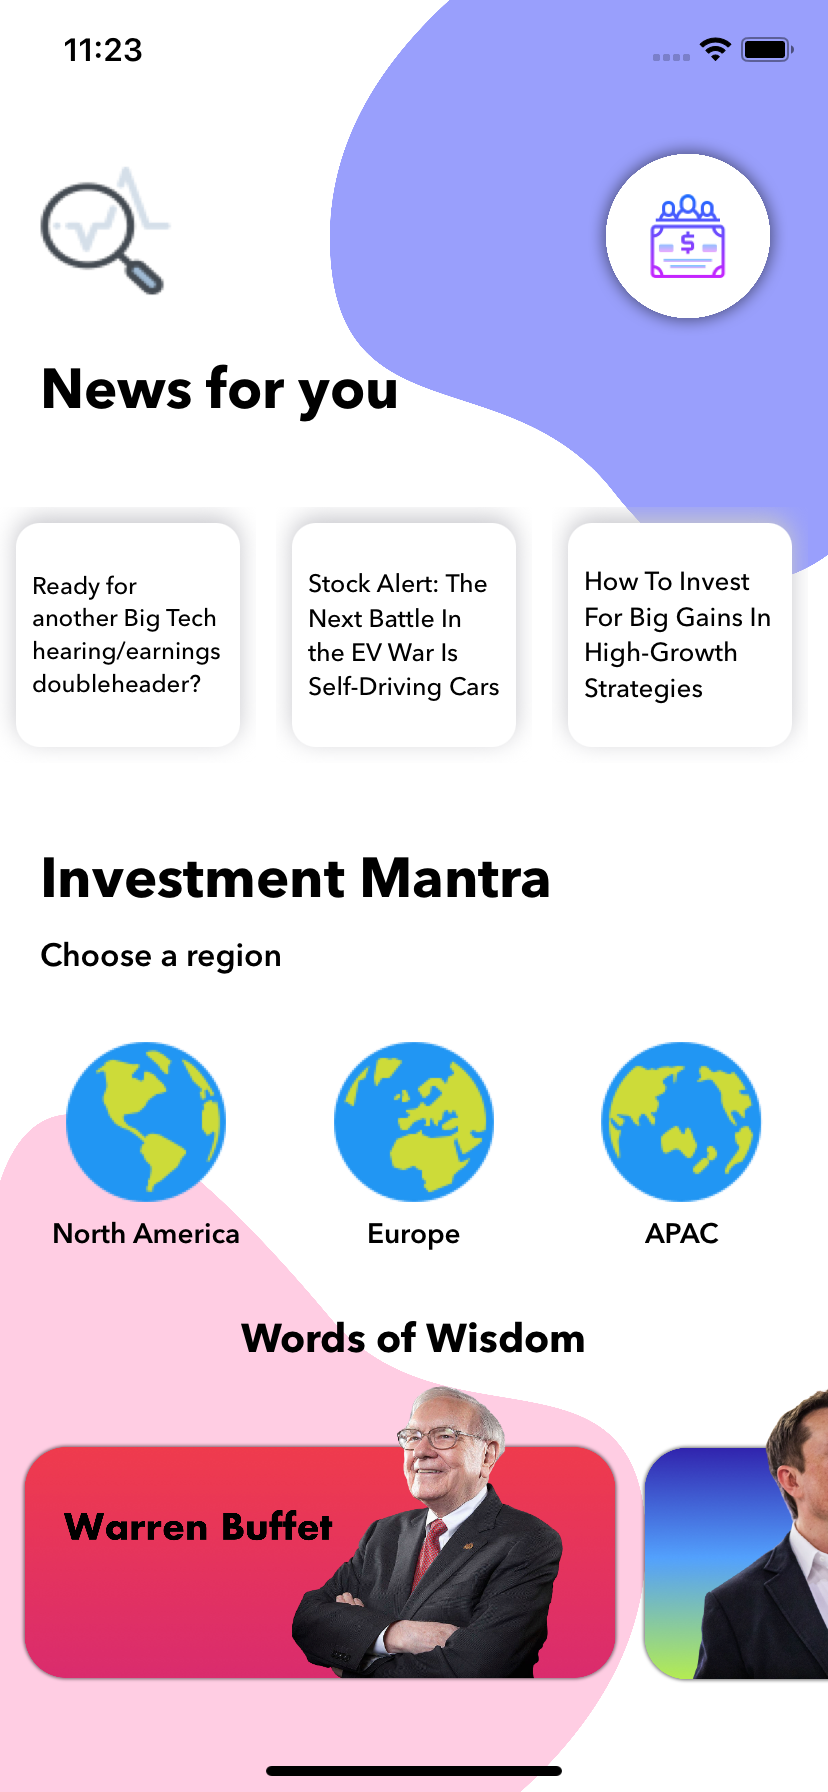 11:23
$
News for you
Ready for
another Big Tech
hearing/earnings
doubleheader?
Stock Alert: The
Next Battle In
the EV War Is
Self-Driving Cars
How To Invest
For Big Gains In
High-Growth
Strategies
Investment Mantra
Choose a region
North America
Europe
APAC
Words of Wisdom
Warren Buffet